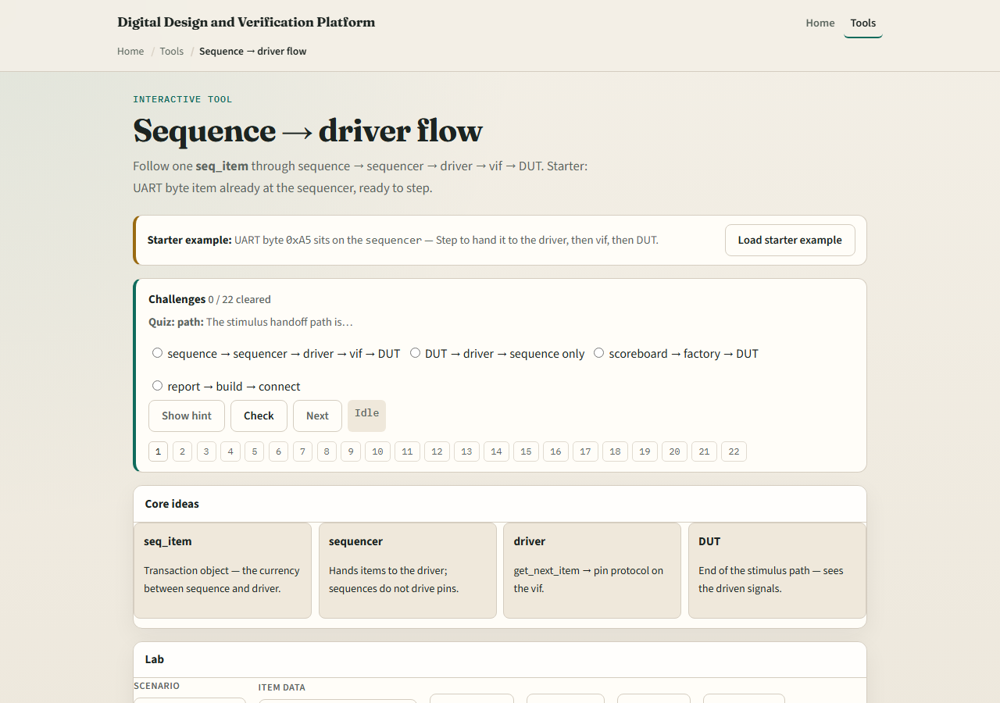 Digital Design and Verification Platform
Home Tools
Home / Tools / Sequence → driver flow
INTERACTIVE TOOL
Sequence → driver flow
Follow one seq_item through sequence → sequencer → driver → vif → DUT. Starter:
UART byte item already at the sequencer, ready to step.
Starter example: UART byte 0xA5 sits on the sequencer — Step to hand it to the driver, then vif, then DUT.
Load starter example
Challenges 0 / 22 cleared
Quiz: path: The stimulus handoff path is…
sequence → sequencer → driver → vif → DUT
DUT → driver → sequence only
scoreboard → factory → DUT
report → build → connect
Show hint Check Next Idle
1 2 3 4 5 6 7 8 9 10 11 12 13 14 15 16 17 18 19 20 21 22
Core ideas
seq_item
Transaction object — the currency
between sequence and driver.
sequencer
Hands items to the driver;
sequences do not drive pins.
driver
get_next_item → pin protocol on
the vif.
DUT
End of the stimulus path — sees
the driven signals.
Lab
SCENARIO
ITEM DATA